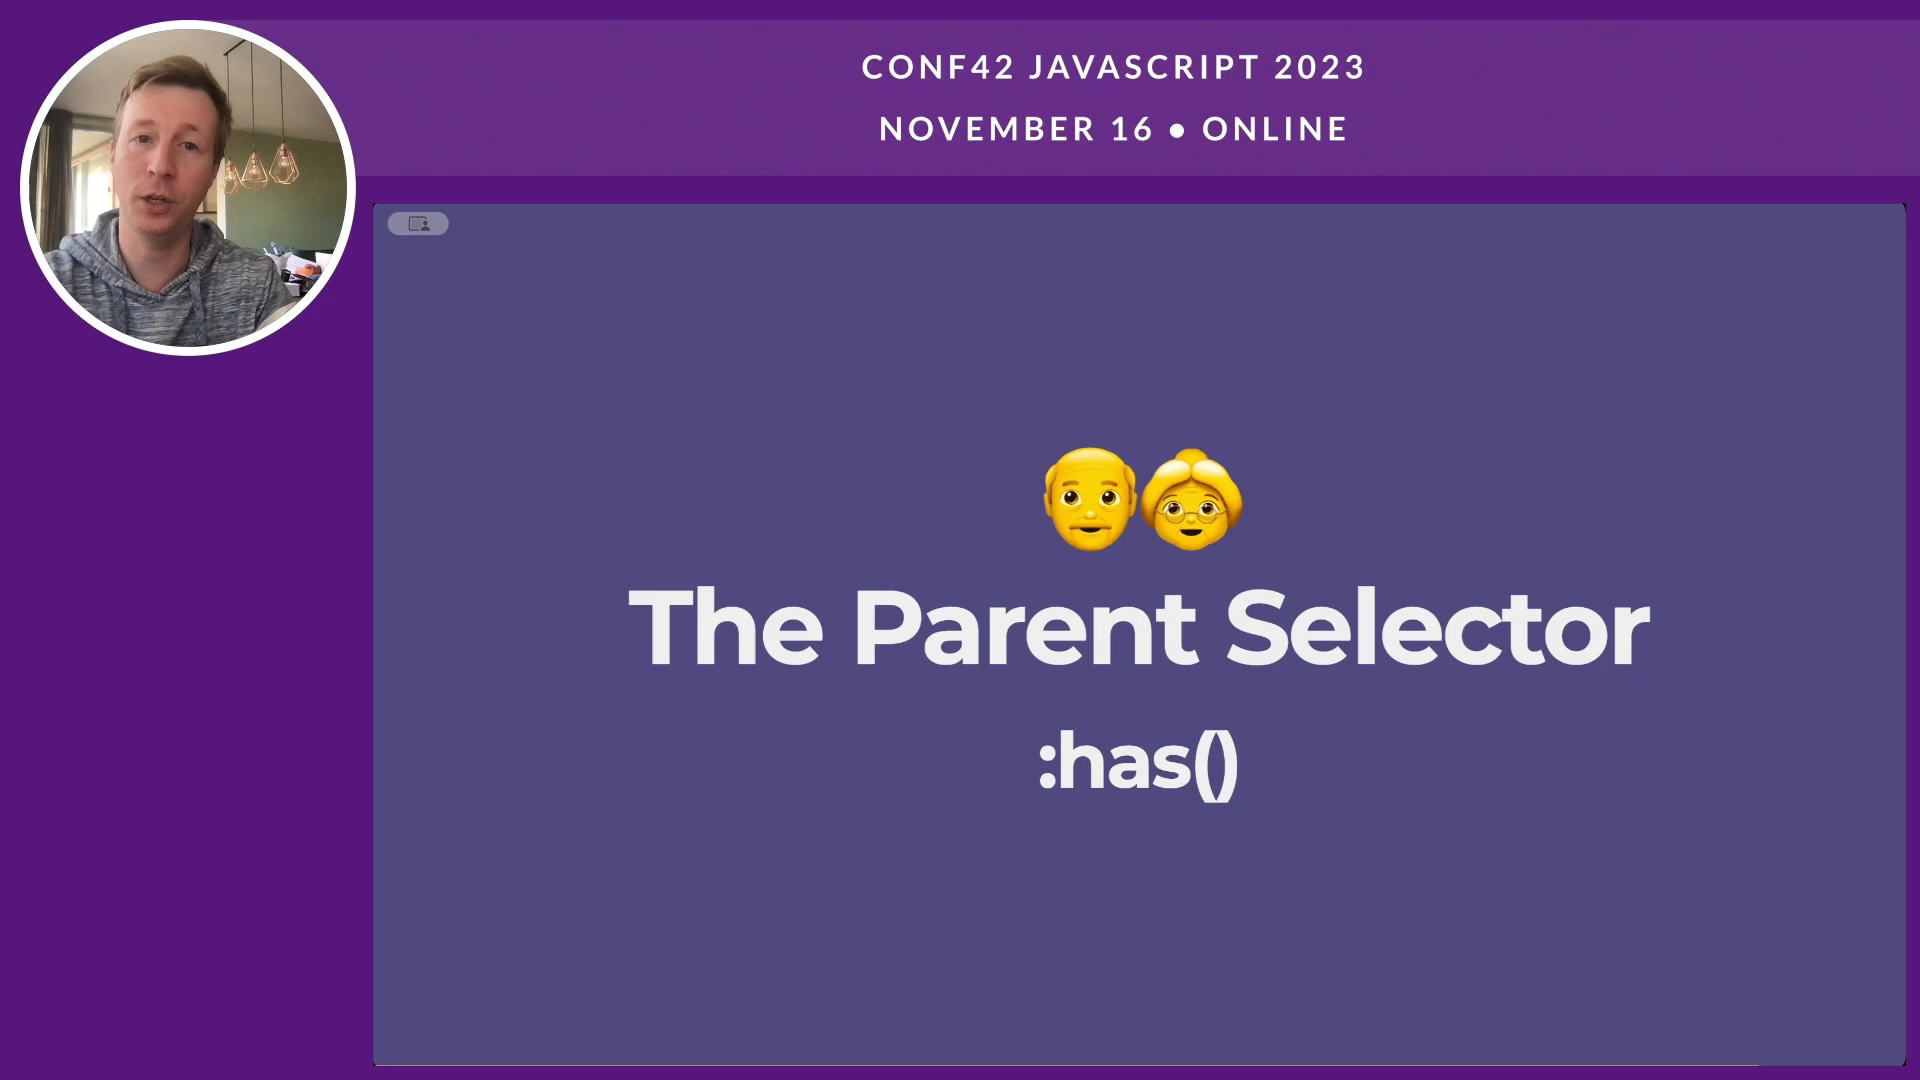 CONF42 JAVASCRIPT 2023
NOVEMBER 16 • ONLINE
The Parent Selector
:has()